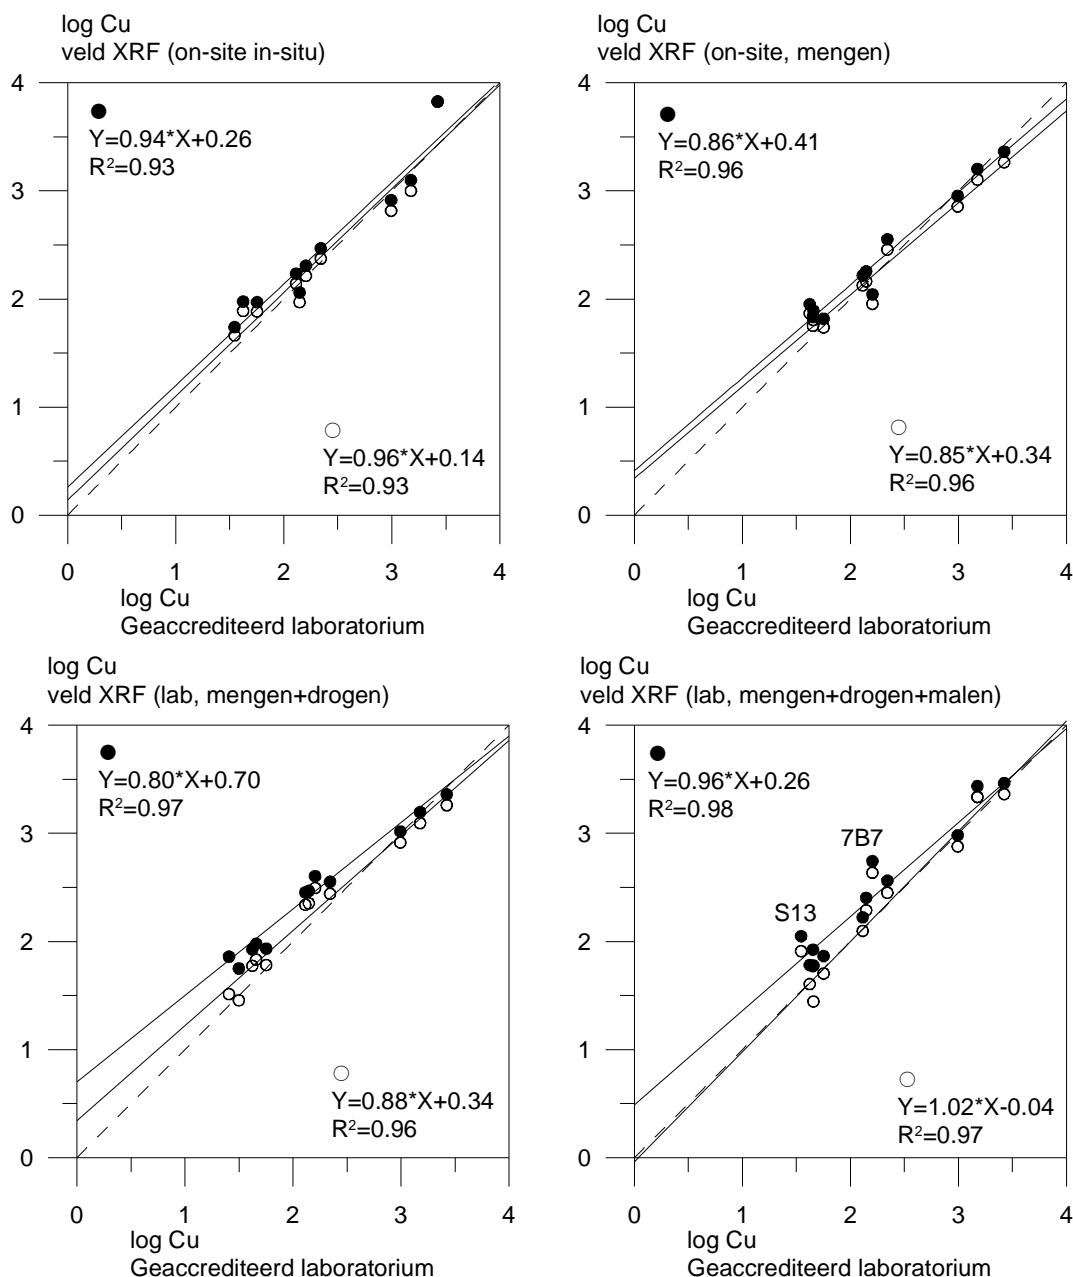 log Cu
veld XRF (on-site in-situ)
4
3
2
1
0
Y=0.94*X+0.26
R²=0.93
Y=0.96*X+0.14
R²=0.93
0 1 2 3 4
log Cu
Geaccrediteerd laboratorium
log Cu
veld XRF (on-site, mengen)
4
3
2
1
0
Y=0.86*X+0.41
R²=0.96
Y=0.85*X+0.34
R²=0.96
0 1 2 3 4
log Cu
Geaccrediteerd laboratorium
log Cu
veld XRF (lab, mengen+drogen)
4
3
2
1
0
Y=0.80*X+0.70
R²=0.97
Y=0.88*X+0.34
R²=0.96
0 1 2 3 4
log Cu
Geaccrediteerd laboratorium
log Cu
veld XRF (lab, mengen+drogen+malen)
4
3
2
1
0
Y=0.96*X+0.26
R²=0.98
7B7
S13
Y=1.02*X-0.04
R²=0.97
0 1 2 3 4
log Cu
Geaccrediteerd laboratorium